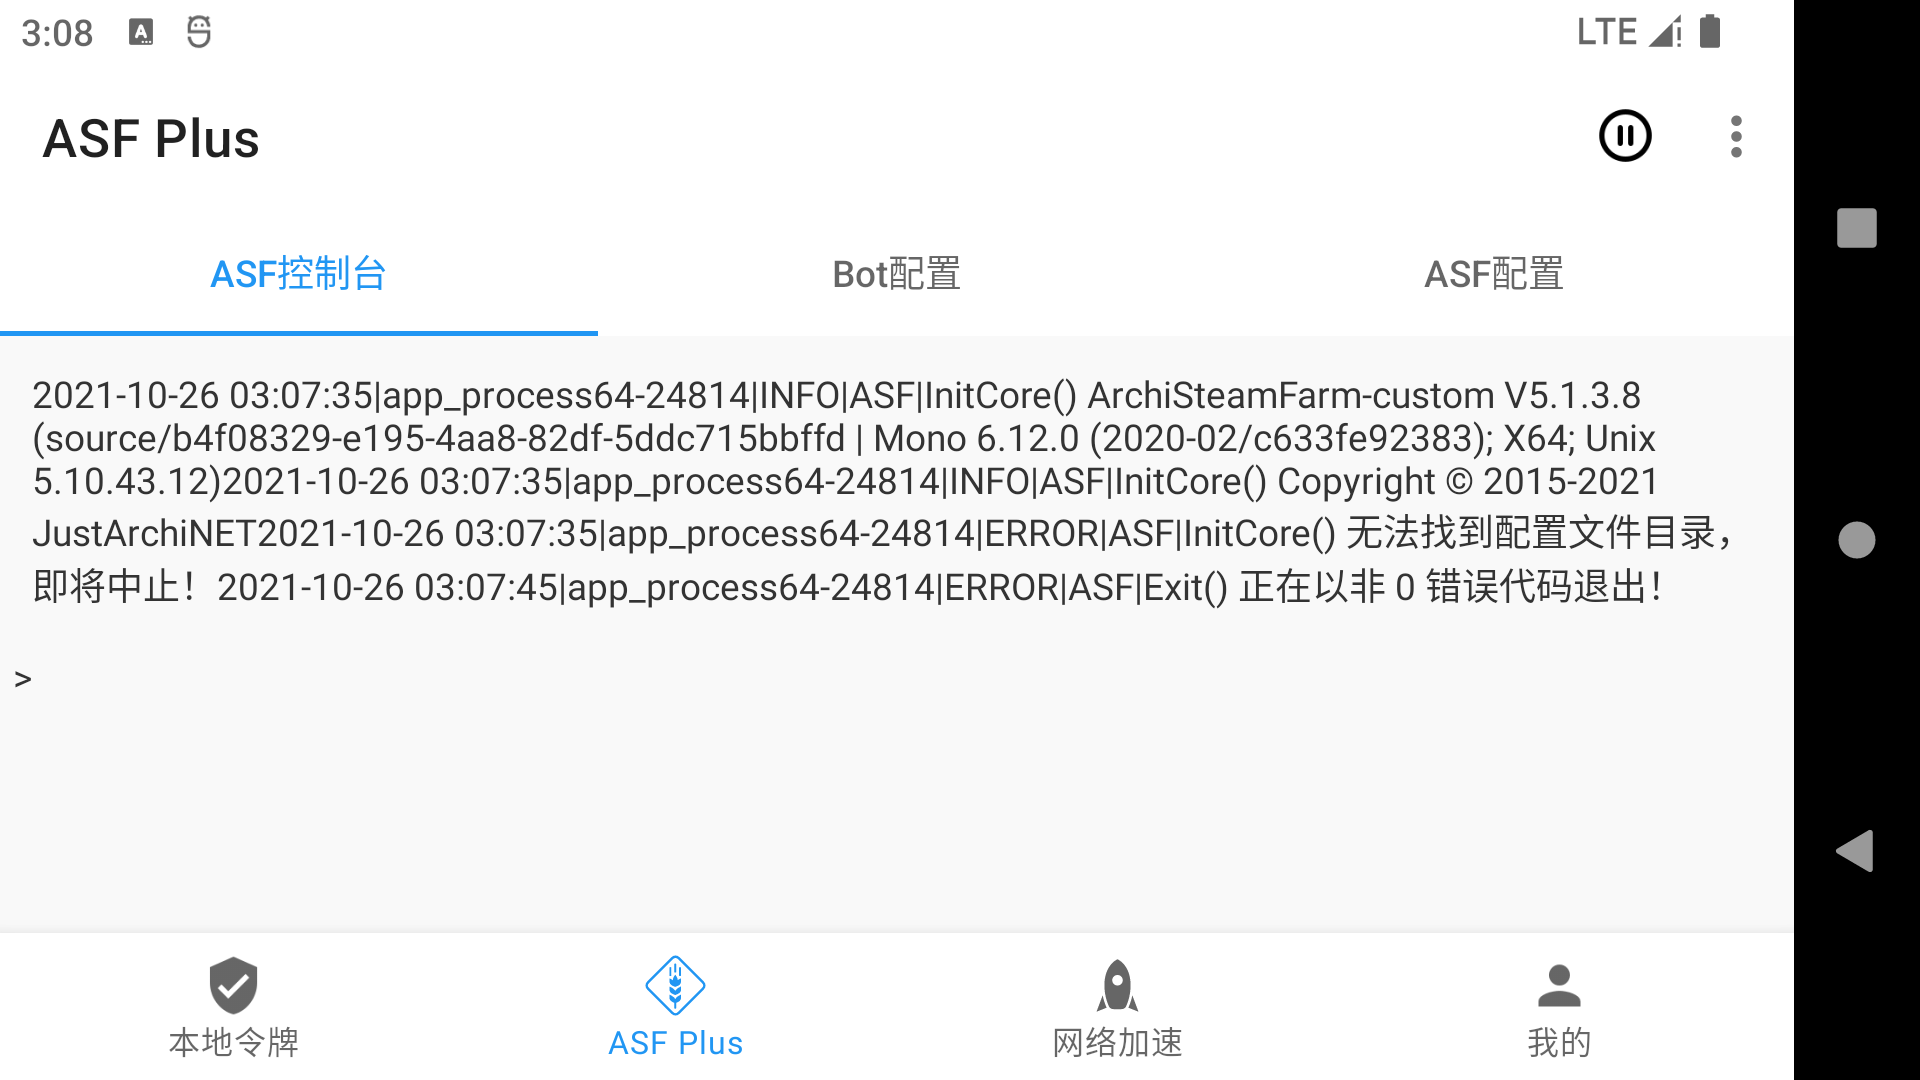 3:08
LTE
ASF Plus
ASF控制台
Bot配置
ASF配置
2021-10-26 03:07:35|app_process64-24814|INFO|ASF|InitCore() ArchiSteamFarm-custom V5.1.3.8
(source/b4f08329-e195-4aa8-82df-5ddc715bbffd | Mono 6.12.0 (2020-02/c633fe92383); X64; Unix
5.10.43.12)2021-10-26 03:07:35|app_process64-24814|INFO|ASF|InitCore() Copyright © 2015-2021
JustArchiNET2021-10-26 03:07:35|app_process64-24814|ERROR|ASF|InitCore() 无法找到配置文件目录，
即将中止！2021-10-26 03:07:45|app_process64-24814|ERROR|ASF|Exit() 正在以非 0 错误代码退出！
>
本地令牌
ASF Plus
网络加速
我的